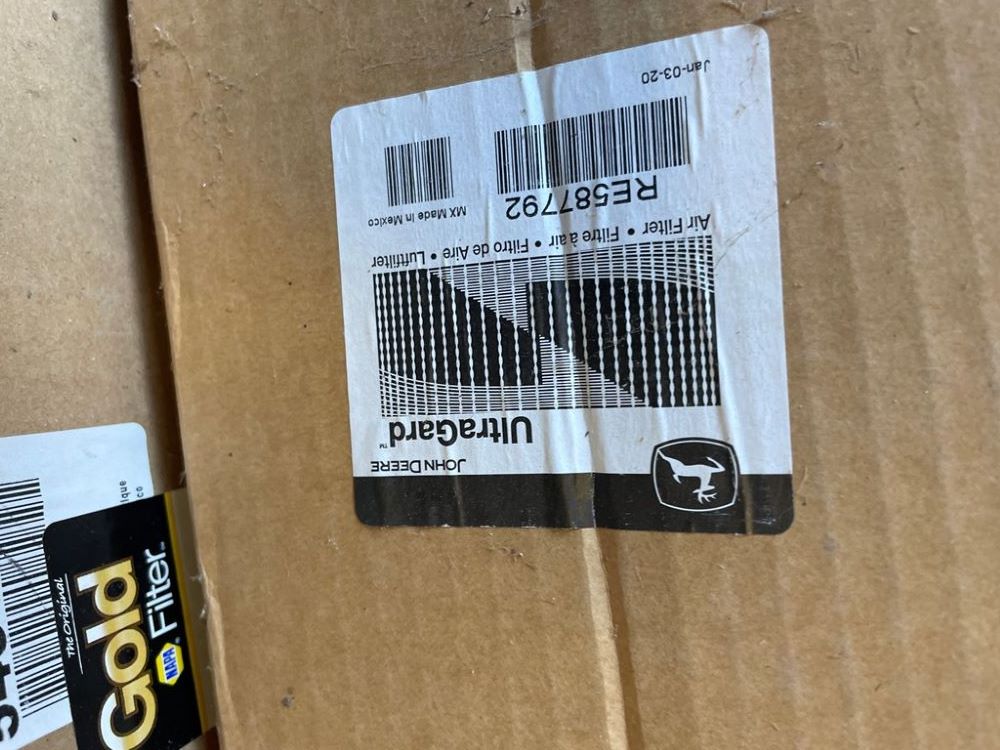 JOHN DEERE
UltraGard™
Air Filter • Filtre à air • Filtro de Aire • Luftfilter
RE587792
MX Made in Mexico
Jan-03-20
The Original
Gold
NAPA Filter